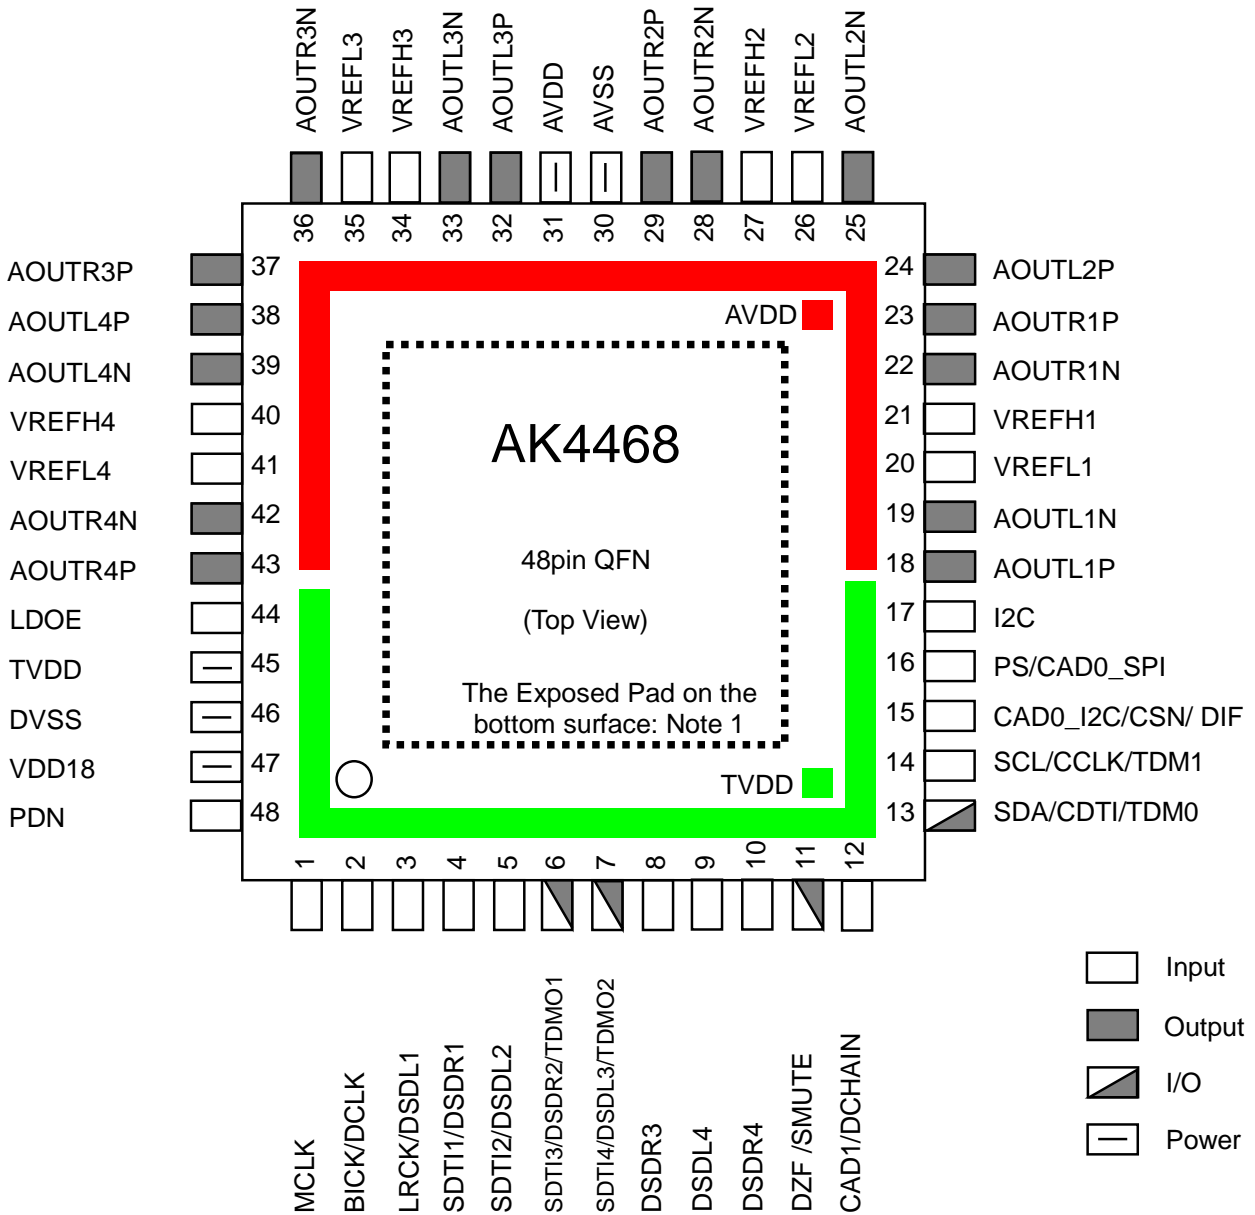 AOUTR3N
VREFL3
VREFH3
AOUTL3N
AOUTL3P
AVDD
AVSS
AOUTR2P
AOUTR2N
VREFH2
VREFL2
AOUTL2N
36
35
34
33
32
31
30
29
28
27
26
25
AOUTR3P 37
AOUTL4P 38
AOUTL4N 39
VREFH4 40
VREFL4 41
AOUTR4N 42
AOUTR4P 43
LDOE 44
TVDD 45
DVSS 46
VDD18 47
PDN 48
AVDD
AK4468
48pin QFN
(Top View)
The Exposed Pad on the
bottom surface: Note 1
TVDD
24 AOUTL2P
23 AOUTR1P
22 AOUTR1N
21 VREFH1
20 VREFL1
19 AOUTL1N
18 AOUTL1P
17 I2C
16 PS/CAD0_SPI
15 CAD0_I2C/CSN/ DIF
14 SCL/CCLK/TDM1
13 SDA/CDTI/TDM0
1
2
3
4
5
6
7
8
9
10
11
12
MCLK
BICK/DCLK
LRCK/DSDL1
SDTI1/DSDR1
SDTI2/DSDL2
SDTI3/DSDR2/TDMO1
SDTI4/DSDL3/TDMO2
DSDR3
DSDL4
DSDR4
DZF /SMUTE
CAD1/DCHAIN
Input
Output
I/O
Power